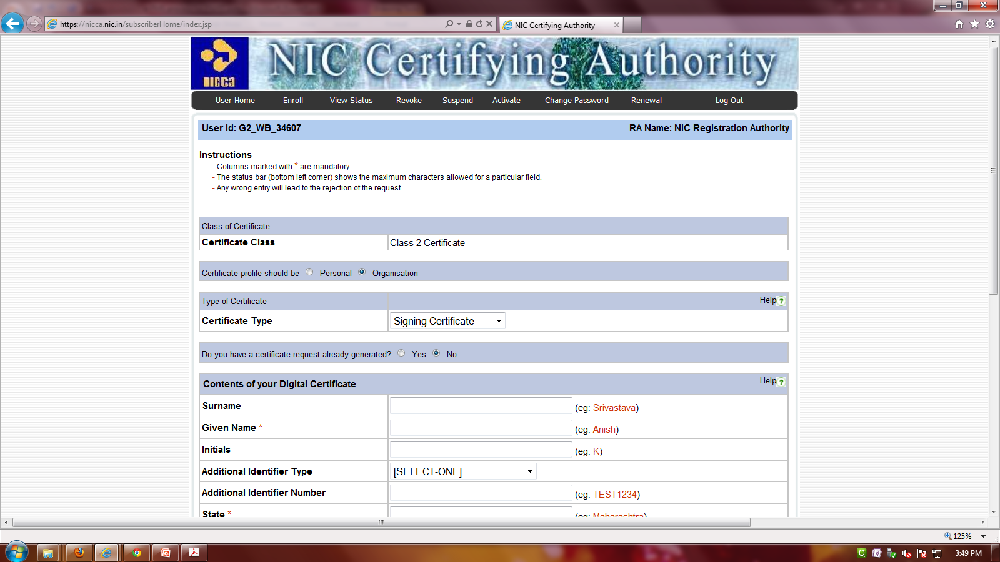 https://nicca.nic.in/subscriberHome/index.jsp
NIC Certifying Authority
nicca
NIC Certifying Authority
User Home Enroll View Status Revoke Suspend Activate Change Password Renewal Log Out
User Id: G2_WB_34607 RA Name: NIC Registration Authority
Instructions
- Columns marked with * are mandatory.
- The status bar (bottom left corner) shows the maximum characters allowed for a particular field.
- Any wrong entry will lead to the rejection of the request.
Class of Certificate
Certificate Class Class 2 Certificate
Certificate profile should be Personal Organisation
Type of Certificate Help ?
Certificate Type Signing Certificate
Do you have a certificate request already generated? Yes No
Contents of your Digital Certificate Help ?
Surname (eg: Srivastava)
Given Name * (eg: Anish)
Initials (eg: K)
Additional Identifier Type [SELECT-ONE]
Additional Identifier Number (eg: TEST1234)
State * (eg: Maharashtra)
125%
3:49 PM